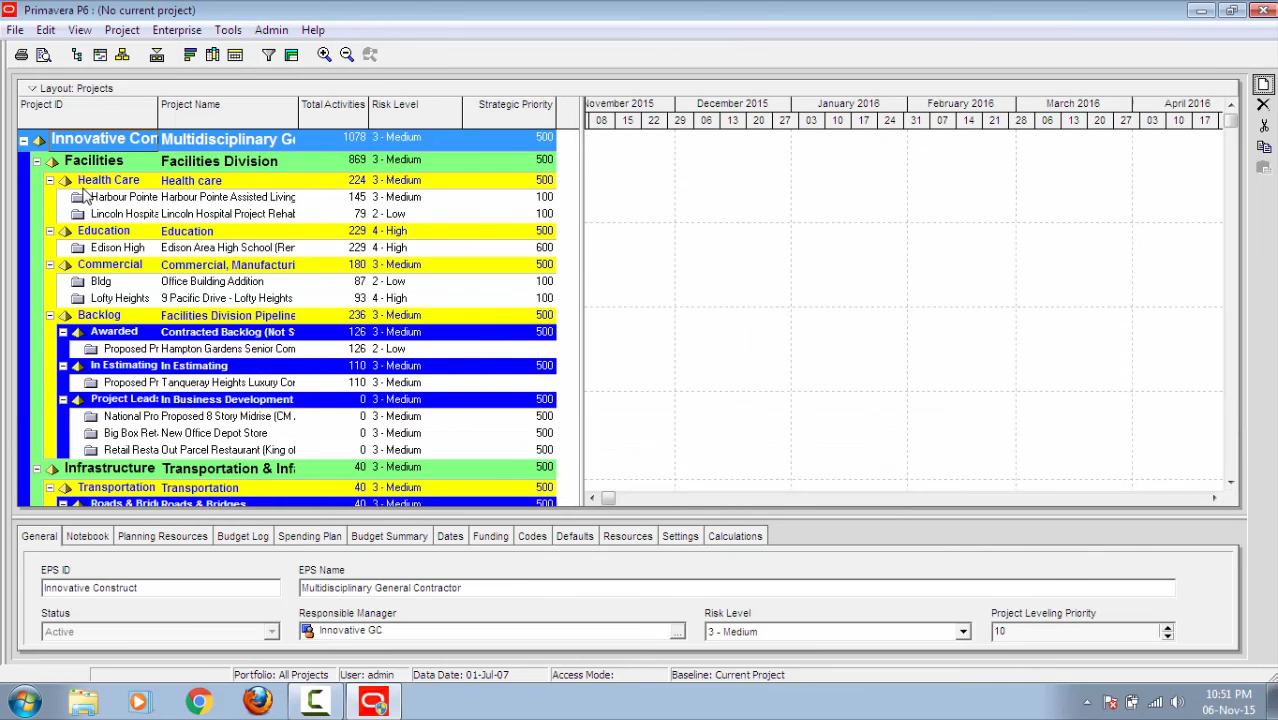 Primavera P6 : (No current project)
File Edit View Project Enterprise Tools Admin Help
Layout: Projects
Project ID Project Name Total Activities Risk Level Strategic Priority
November 2015 December 2015 January 2016 February 2016 March 2016 April 2016
08 15 22 29 06 13 20 27 03 10 17 24 31 07 14 21 28 06 13 20 27 03 10 17
Innovative Con Multidisciplinary Ge 1078 3 - Medium 500
Facilities Facilities Division 869 3 - Medium 500
Health Care Health care 224 3 - Medium 500
Harbour Pointe Harbour Pointe Assisted Living 145 3 - Medium 100
Lincoln Hospita Lincoln Hospital Project Rehab 79 2 - Low 100
Education Education 229 4 - High 500
Edison High Edison Area High School (Ren 229 4 - High 600
Commercial Commercial, Manufacturi 180 3 - Medium 500
Bldg Office Building Addition 87 2 - Low 100
Lofty Heights 9 Pacific Drive - Lofty Heights 93 4 - High 100
Backlog Facilities Division Pipeline 236 3 - Medium 500
Awarded Contracted Backlog (Not S 126 3 - Medium 500
Proposed Pr Hampton Gardens Senior Com 126 2 - Low
In Estimating In Estimating 110 3 - Medium 500
Proposed Pr Tanqueray Heights Luxury Cor 110 3 - Medium
Project Leads In Business Development 0 3 - Medium 500
National Pro Proposed 8 Story Midrise (CM 0 3 - Medium 500
Big Box Ret New Office Depot Store 0 3 - Medium 500
Retail Resta Out Parcel Restaurant (King of 0 3 - Medium 500
Infrastructure Transportation & Infr 40 3 - Medium 500
Transportation Transportation 40 3 - Medium 500
Roads & Brid Roads & Bridges 40 3 - Medium 500
General Notebook Planning Resources Budget Log Spending Plan Budget Summary Dates Funding Codes Defaults Resources Settings Calculations
EPS ID EPS Name
Innovative Construct Multidisciplinary General Contractor
Status Responsible Manager Risk Level Project Leveling Priority
Active Innovative GC ... 3 - Medium 10
Portfolio: All Projects User: admin Data Date: 01-Jul-07 Access Mode: Baseline: Current Project
10:51 PM
06-Nov-15